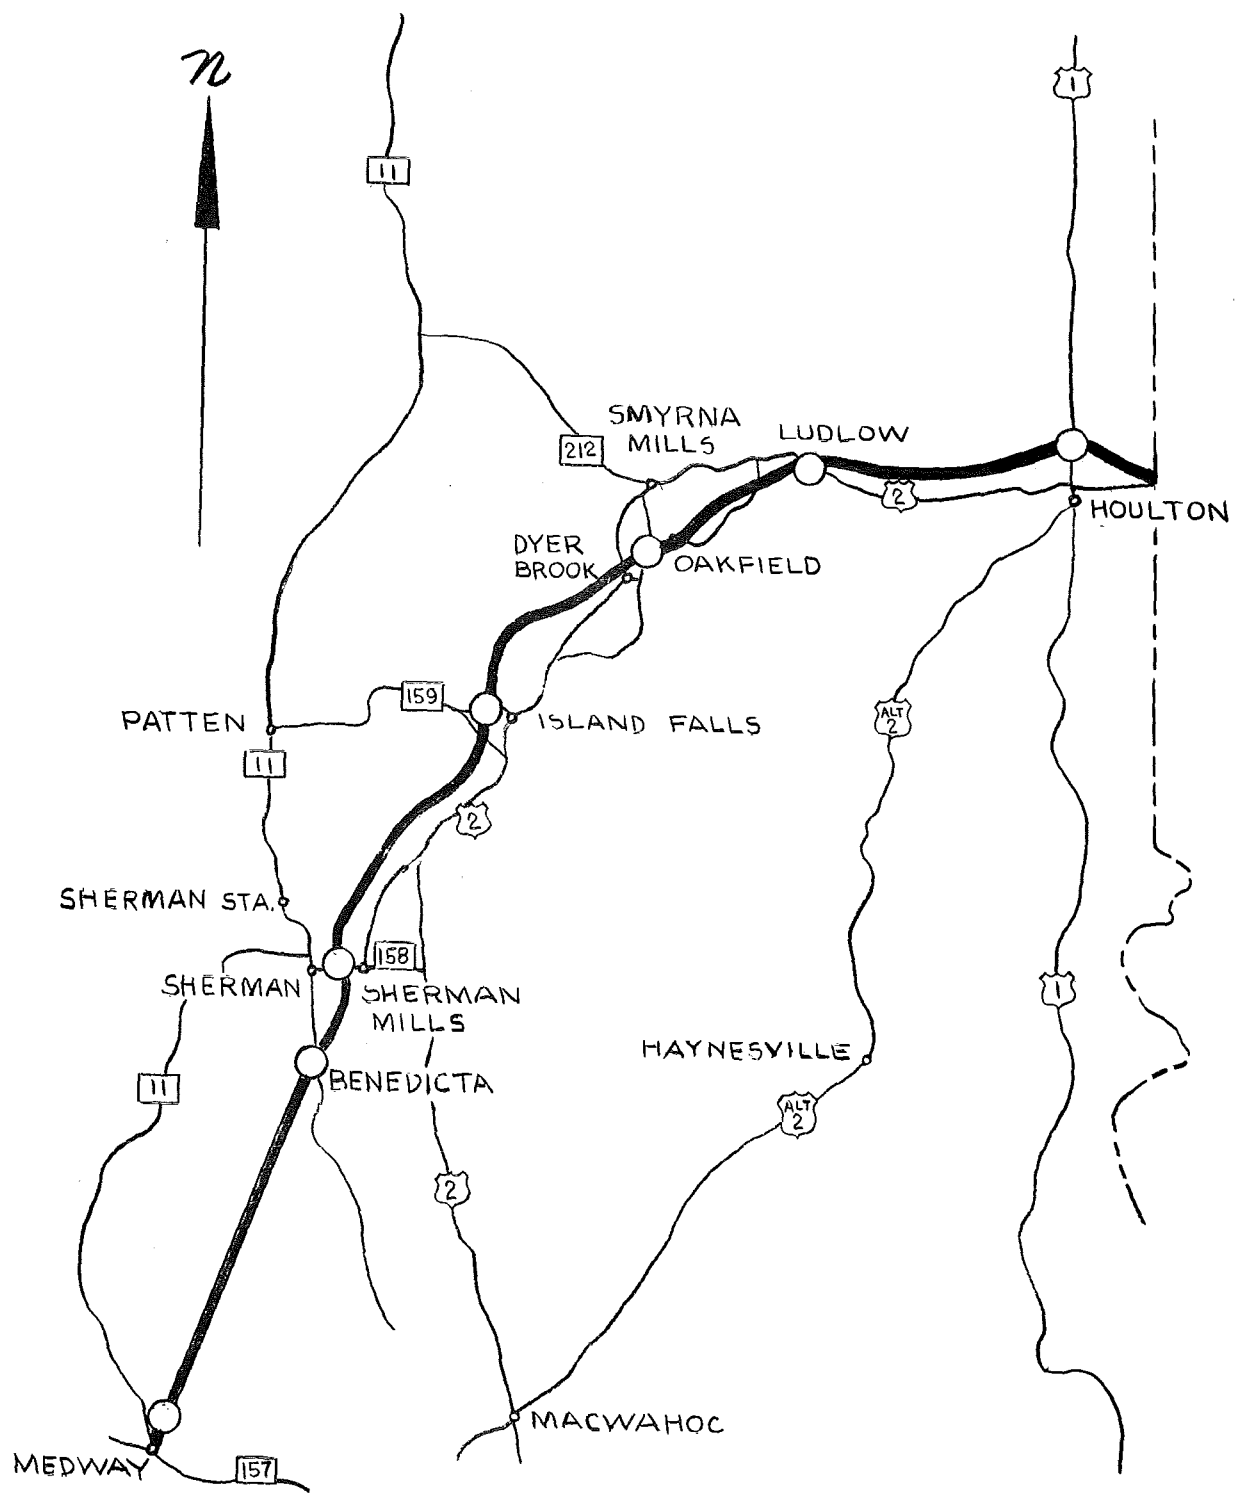 N
1
11
SMYRNA
MILLS
LUDLOW
212
2
HOULTON
DYER
BROOK
OAKFIELD
159
ALT
2
PATTEN
ISLAND FALLS
11
2
SHERMAN STA.
158
SHERMAN
SHERMAN
MILLS
1
HAYNESVILLE
BENEDICTA
11
ALT
2
2
MACWAHOC
MEDWAY
157